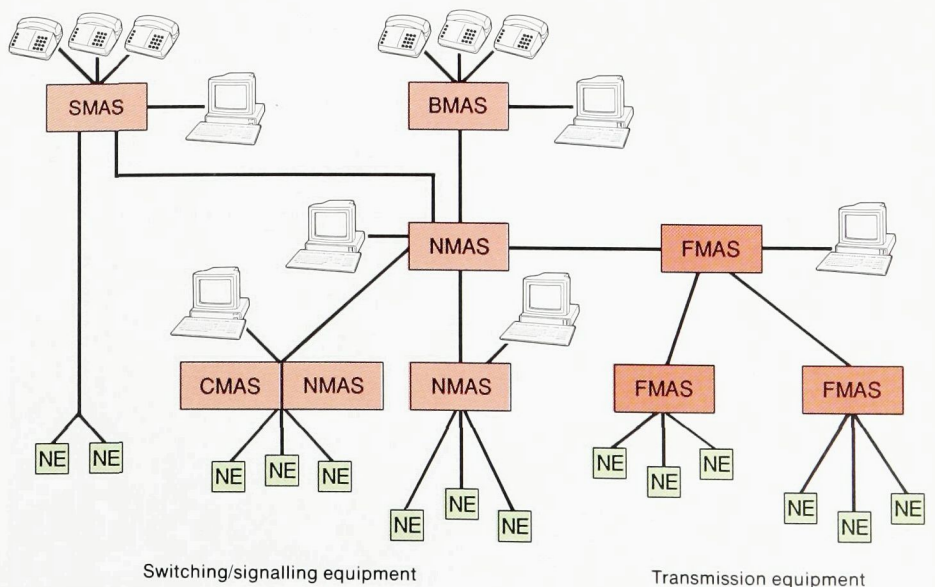 SMAS
BMAS
NMAS
FMAS
CMAS NMAS
NMAS
FMAS
FMAS
NE NE
NE NE NE
NE NE NE
NE NE NE
NE NE NE
Switching/signalling equipment
Transmission equipment